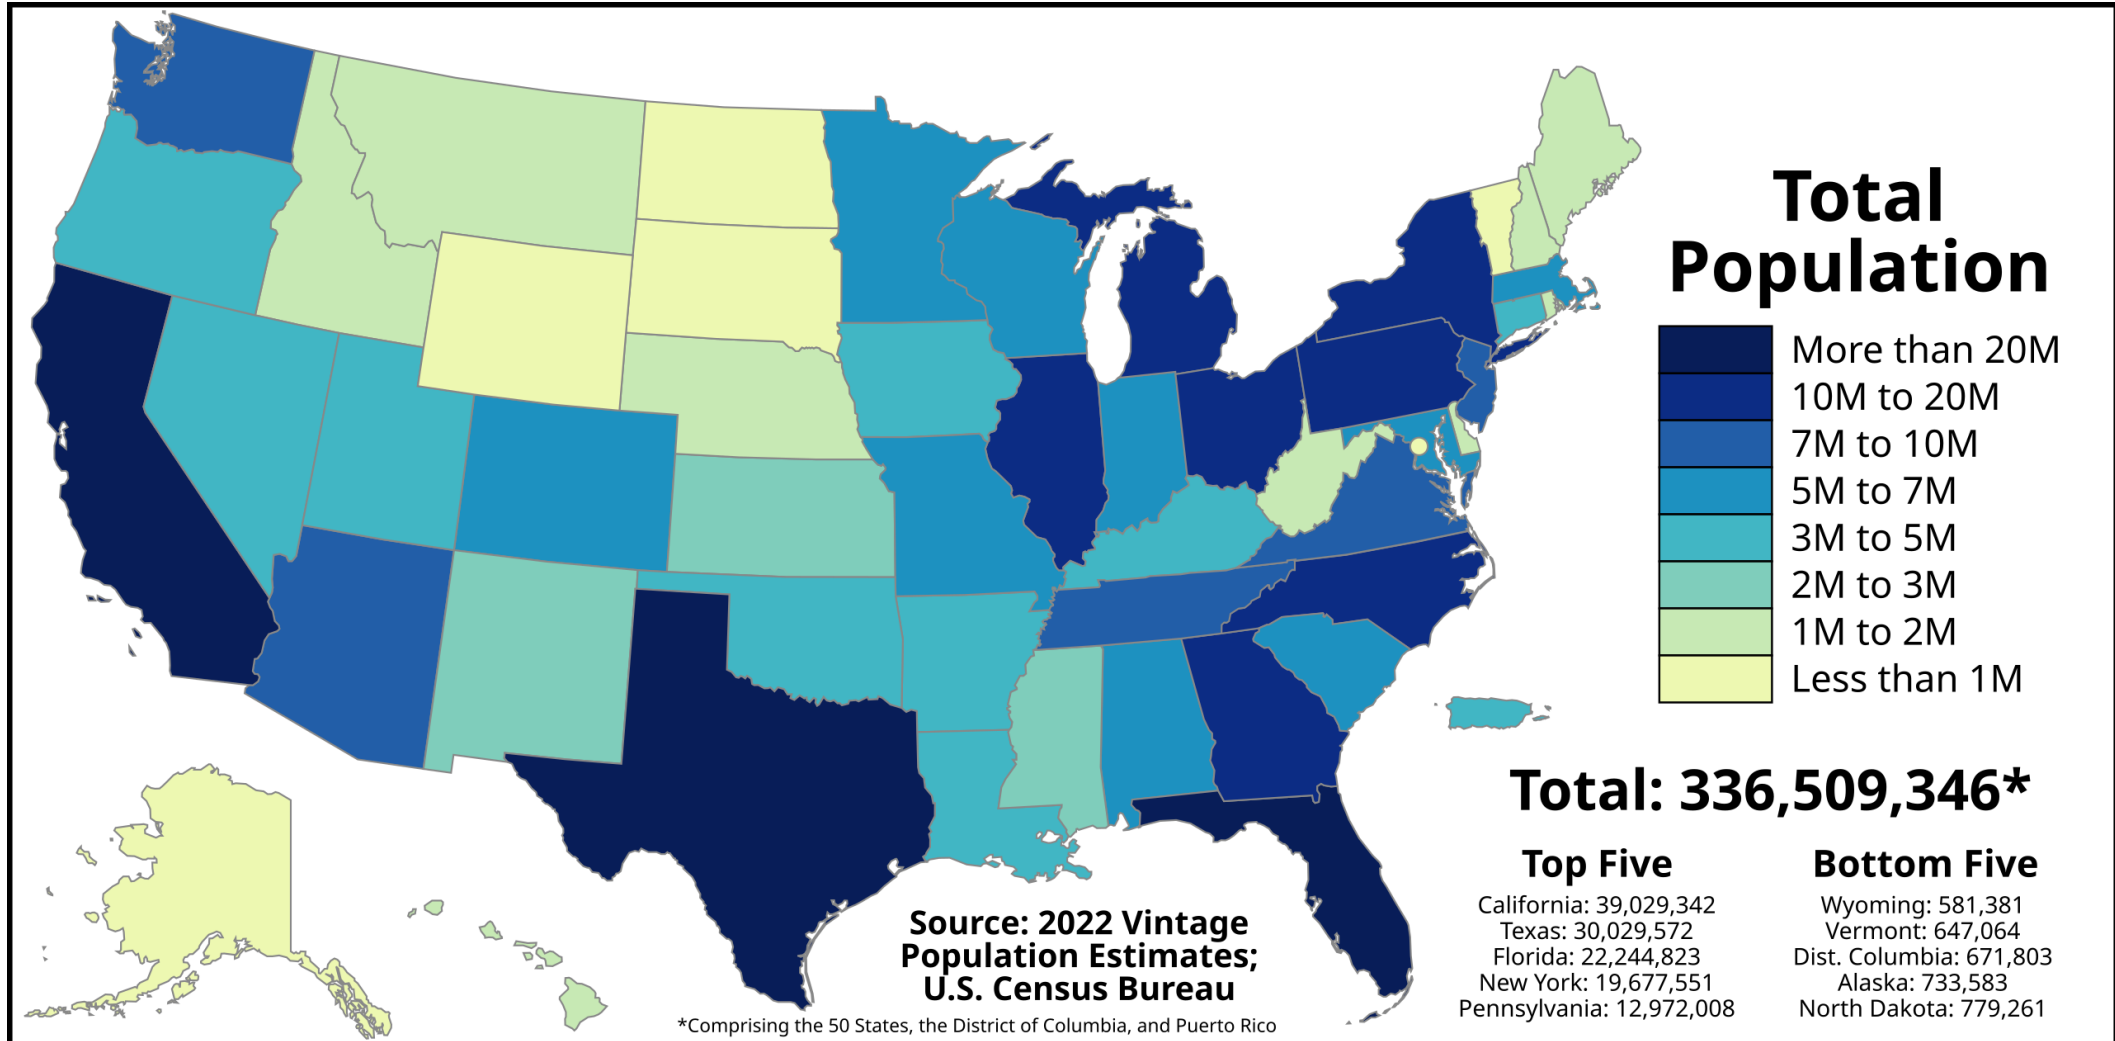 Total
Population
More than 20M
10M to 20M
7M to 10M
5M to 7M
3M to 5M
2M to 3M
1M to 2M
Less than 1M
Total: 336,509,346*
Top Five
California: 39,029,342
Texas: 30,029,572
Florida: 22,244,823
New York: 19,677,551
Pennsylvania: 12,972,008
Bottom Five
Wyoming: 581,381
Vermont: 647,064
Dist. Columbia: 671,803
Alaska: 733,583
North Dakota: 779,261
Source: 2022 Vintage
Population Estimates;
U.S. Census Bureau
*Comprising the 50 States, the District of Columbia, and Puerto Rico